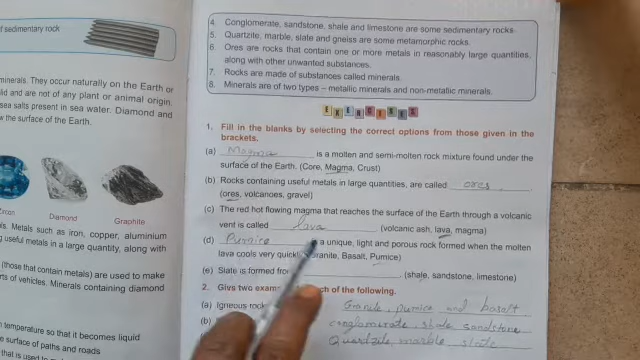 of sedimentary rock
minerals. They occur naturally on the Earth or
lid and are not of any plant or animal origin.
sea salts present in sea water. Diamond and
w the surface of the Earth.
Zircon Diamond Graphite
ls. Metals such as iron, copper, aluminium
useful metals in a large quantity, along with
(those that contain metals) are used to make
rts of vehicles. Minerals containing diamond
n temperature so that it becomes liquid
e surface of paths and roads
4. Conglomerate, sandstone, shale and limestone are some sedimentary rocks.
5. Quartzite, marble, slate and gneiss are some metamorphic rocks.
6. Ores are rocks that contain one or more metals in reasonably large quantities,
along with other unwanted substances.
7. Rocks are made of substances called minerals.
8. Minerals are of two types – metallic minerals and non-metallic minerals.
EXERCISES
1. Fill in the blanks by selecting the correct options from those given in the
brackets.
(a) Magma is a molten and semi-molten rock mixture found under the
surface of the Earth. (Core, Magma, Crust)
(b) Rocks containing useful metals in large quantities, are called ores.
(ores, volcanoes, gravel)
(c) The red hot flowing magma that reaches the surface of the Earth through a volcanic
vent is called lava (volcanic ash, lava, magma)
(d) Pumice a unique, light and porous rock formed when the molten
lava cools very quickly. Basalt, Pumice)
(e) Slate is formed from (shale, sandstone, limestone)
2. Give two of the following.
(a) Igneous Granite, pumice and basalt
(b) conglomerate shale sandstone
Quartzite, marble slate